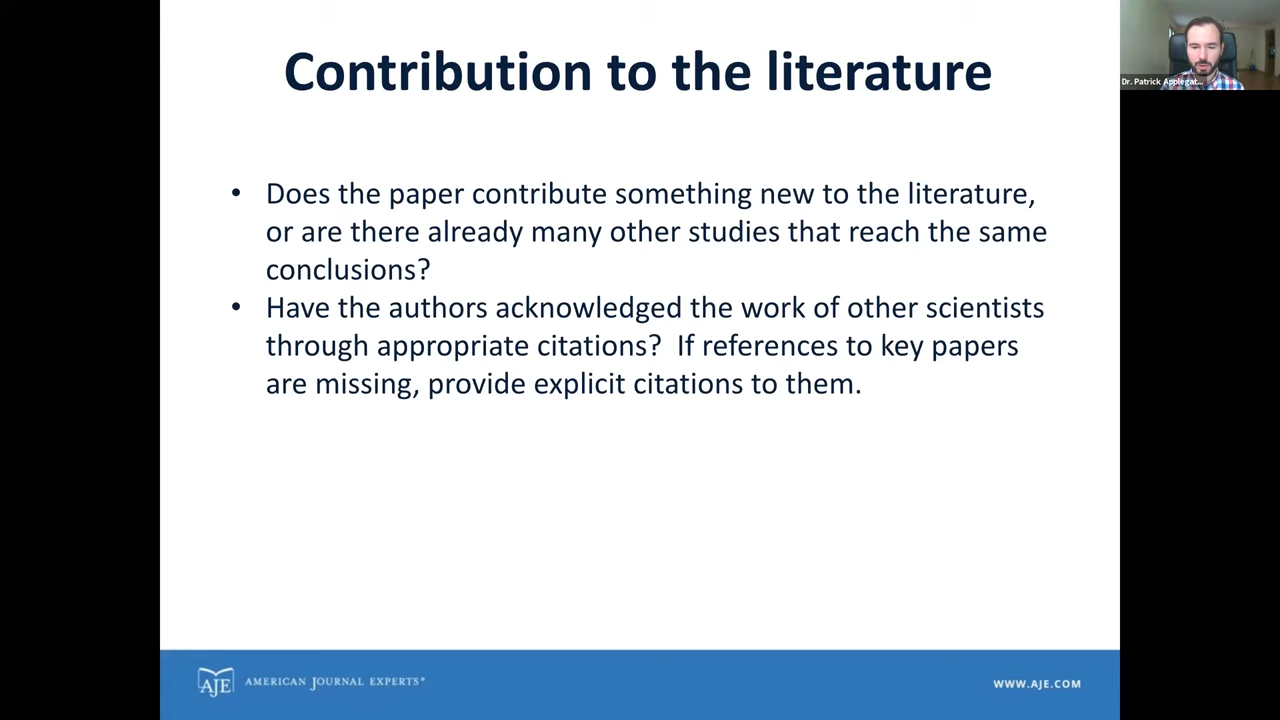 Contribution to the literature
Dr. Patrick Applegat...
• Does the paper contribute something new to the literature,
or are there already many other studies that reach the same
conclusions?
• Have the authors acknowledged the work of other scientists
through appropriate citations?  If references to key papers
are missing, provide explicit citations to them.
AJE AMERICAN JOURNAL EXPERTS®
WWW.AJE.COM